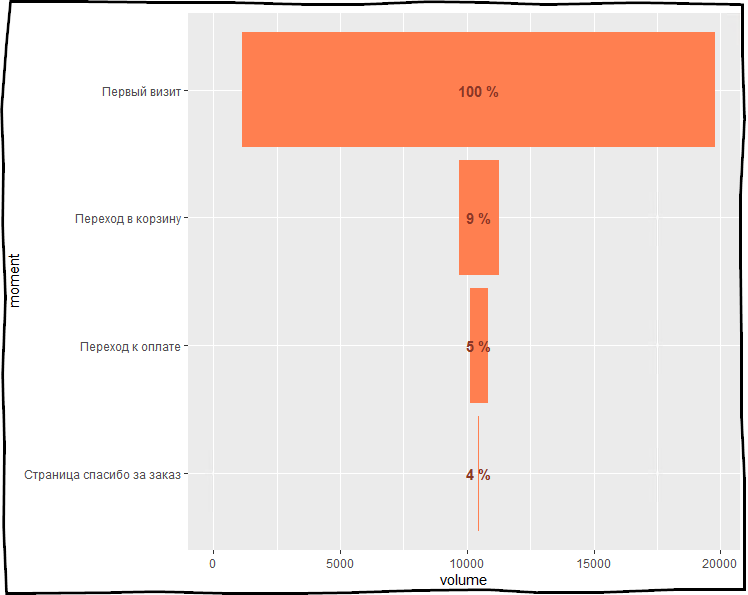 Первый визит
100 %
Переход в корзину
9 %
moment
Переход к оплате
5 %
Страница спасибо за заказ
4 %
0 5000 10000 15000 20000
volume